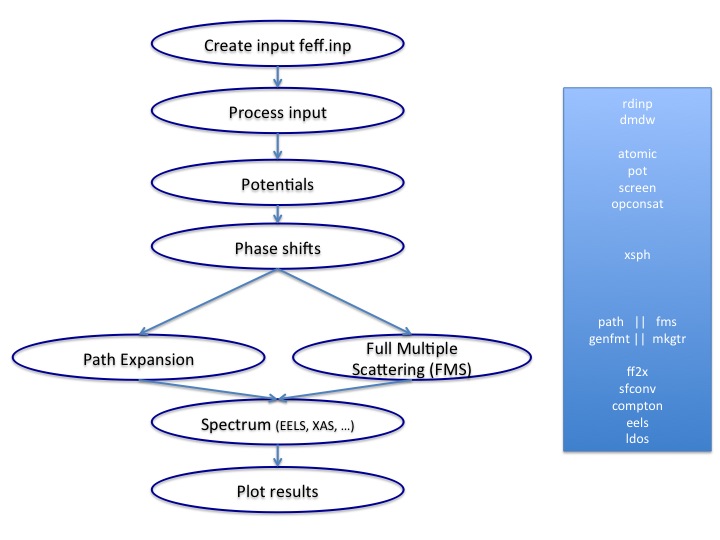 Create input feff.inp
Process input
Potentials
Phase shifts
Path Expansion
Full Multiple
Scattering (FMS)
Spectrum (EELS, XAS, ...)
Plot results
rdinp
dmdw
atomic
pot
screen
opconsat
xsph
path || fms
genfmt || mkgtr
ff2x
sfconv
compton
eels
ldos